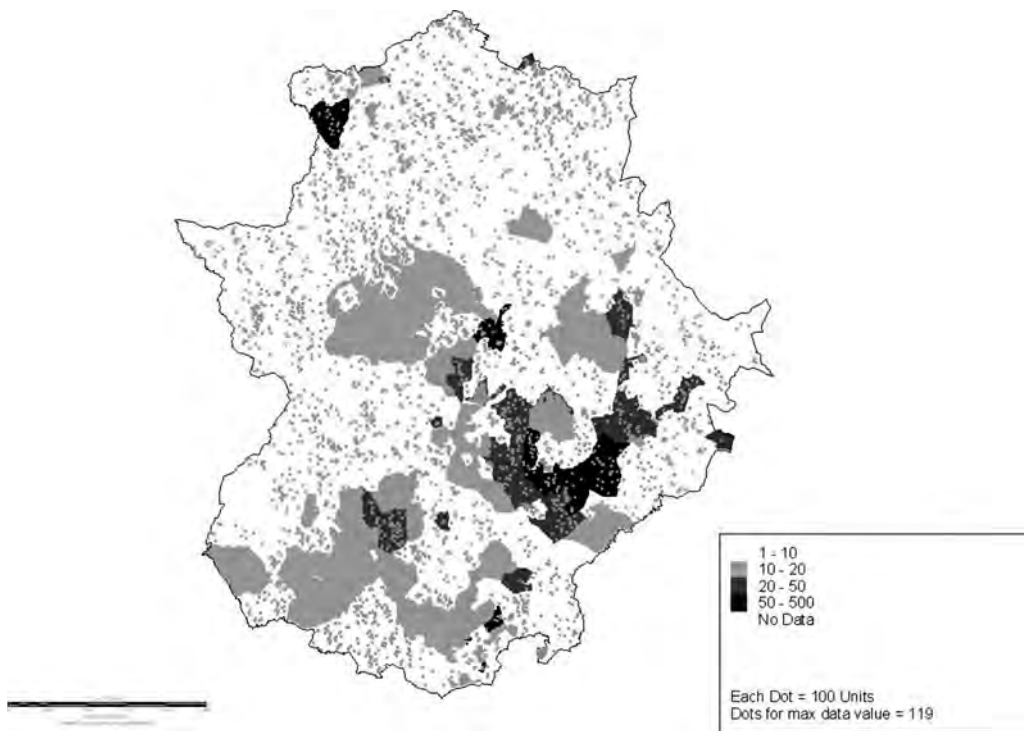 1 - 10
10 - 20
20 - 50
50 - 500
No Data
Each Dot = 100 Units
Dots for max data value = 119